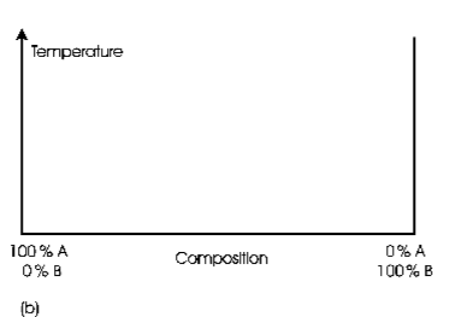 Temperature
100% A
0% B
Composition
0% A
100% B
(b)